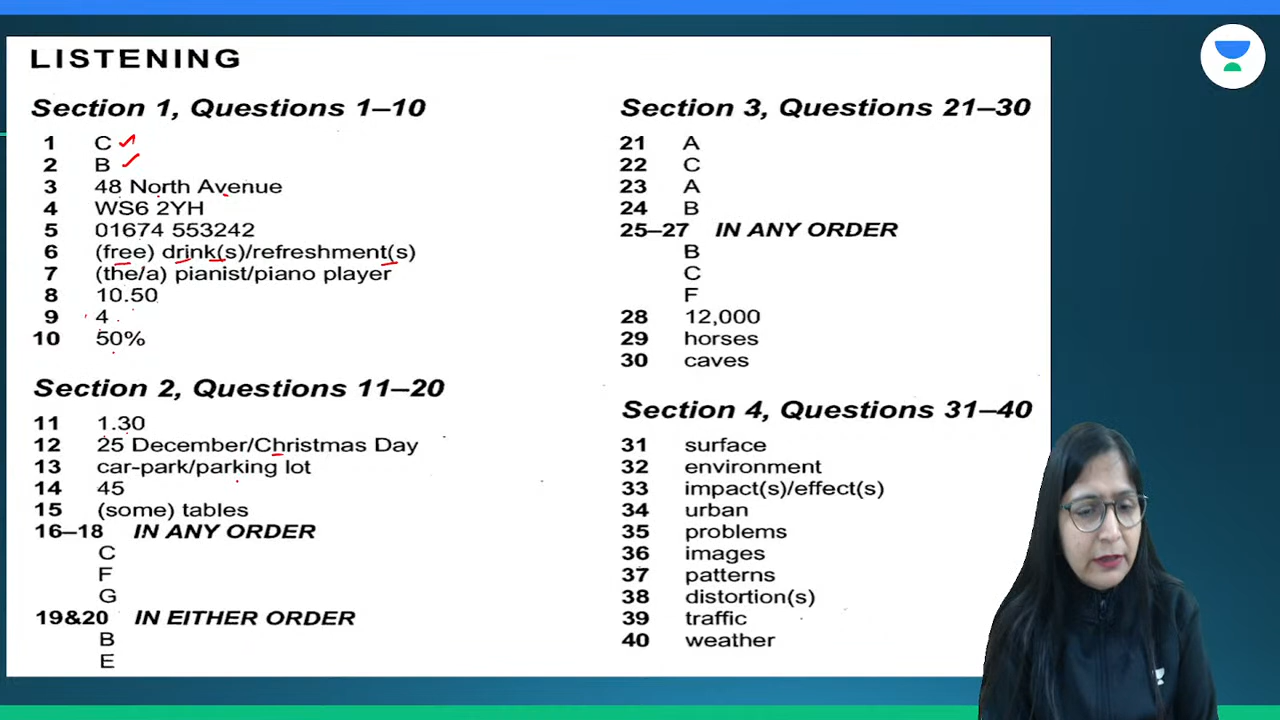 LISTENING
Section 1, Questions 1–10
1 C
2 B
3 48 North Avenue
4 WS6 2YH
5 01674 553242
6 (free) drink(s)/refreshment(s)
7 (the/a) pianist/piano player
8 10.50
9 4
10 50%
Section 2, Questions 11–20
11 1.30
12 25 December/Christmas Day
13 car-park/parking lot
14 45
15 (some) tables
16–18 IN ANY ORDER
C
F
G
19&20 IN EITHER ORDER
B
E
Section 3, Questions 21–30
21 A
22 C
23 A
24 B
25–27 IN ANY ORDER
B
C
F
28 12,000
29 horses
30 caves
Section 4, Questions 31–40
31 surface
32 environment
33 impact(s)/effect(s)
34 urban
35 problems
36 images
37 patterns
38 distortion(s)
39 traffic
40 weather